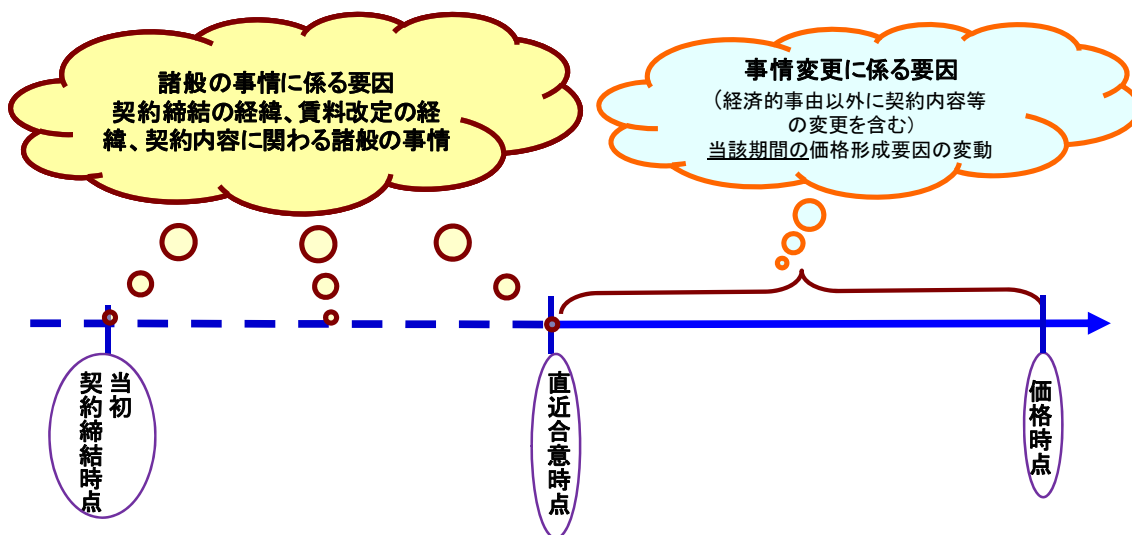 諸般の事情に係る要因
契約締結の経緯、賃料改定の経
緯、契約内容に関わる諸般の事情
事情変更に係る要因
（経済的事由以外に契約内容等
の変更を含む）
当該期間の価格形成要因の変動
当初
契約締結時点
直近合意時点
価格時点